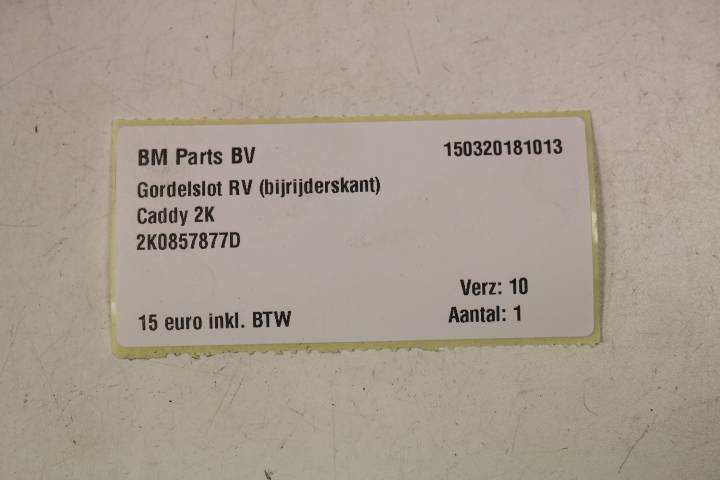 BM Parts BV 150320181013
Gordelslot RV (bijrijderskant)
Caddy 2K
2K0857877D
Verz: 10
15 euro inkl. BTW Aantal: 1